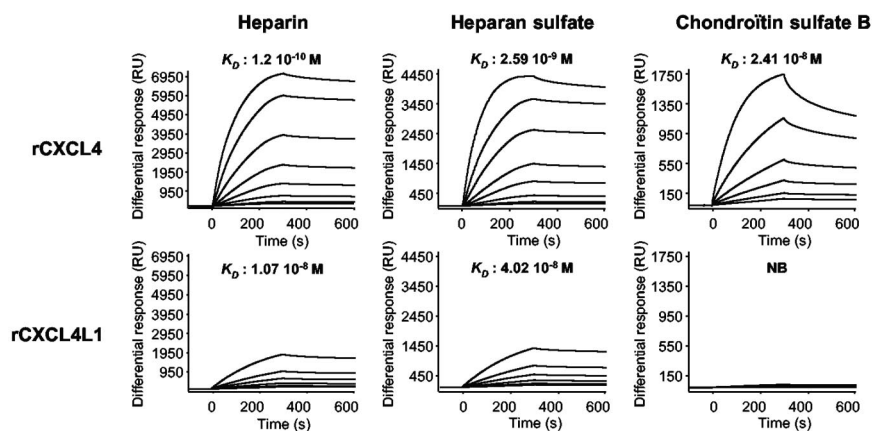 Heparin
Heparan sulfate
Chondroïtin sulfate B
rCXCL4
Differential response (RU)
6950
5950
4950
3950
2950
1950
950
K_D : 1.2 10^-10 M
0 200 400 600
Time (s)
Differential response (RU)
4450
3450
2450
1450
450
K_D : 2.59 10^-9 M
0 200 400 600
Time (s)
Differential response (RU)
1750
1350
950
550
150
K_D : 2.41 10^-8 M
0 200 400 600
Time (s)
rCXCL4L1
Differential response (RU)
6950
5950
4950
3950
2950
1950
950
K_D : 1.07 10^-8 M
0 200 400 600
Time (s)
Differential response (RU)
4450
3450
2450
1450
450
K_D : 4.02 10^-8 M
0 200 400 600
Time (s)
Differential response (RU)
1750
1350
950
550
150
NB
0 200 400 600
Time (s)